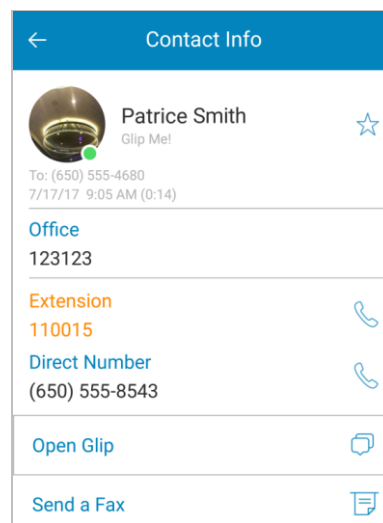 Contact Info
Patrice Smith
Glip Me!
To: (650) 555-4680
7/17/17 9:05 AM (0:14)
Office
123123
Extension
110015
Direct Number
(650) 555-8543
Open Glip
Send a Fax